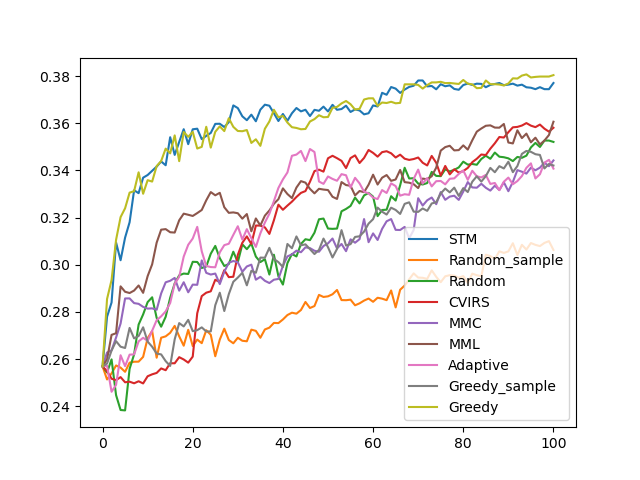 0.38
0.36
0.34
0.32
0.30
0.28
0.26
0.24
0
20
40
60
80
100
STM
Random_sample
Random
CVIRS
MMC
MML
Adaptive
Greedy_sample
Greedy